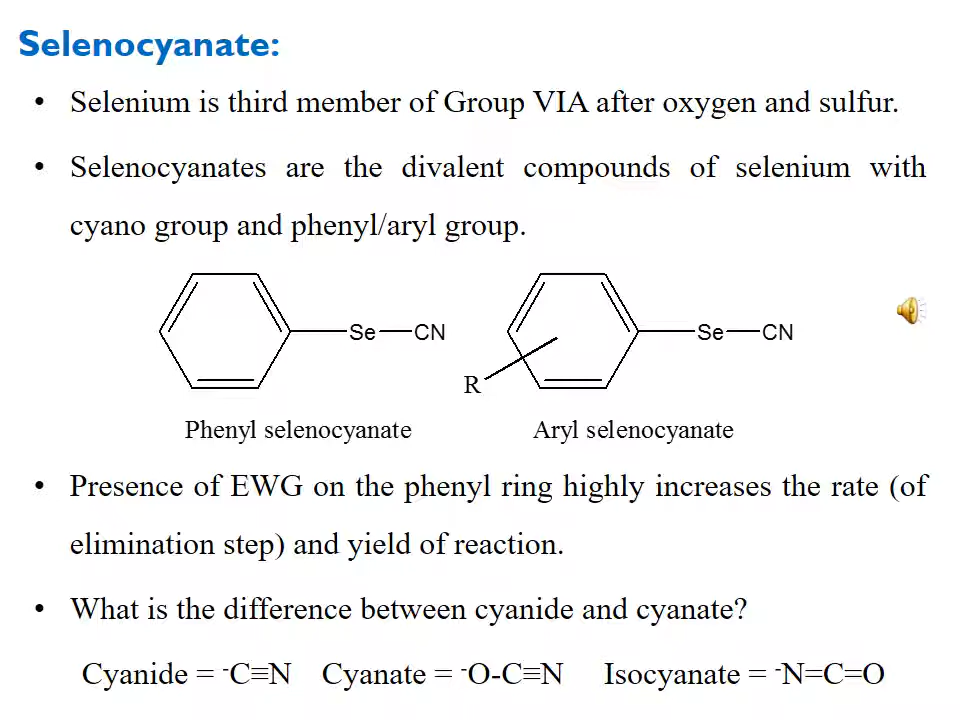 Selenocyanate:
• Selenium is third member of Group VIA after oxygen and sulfur.
• Selenocyanates are the divalent compounds of selenium with
cyano group and phenyl/aryl group.
Se CN
Se CN
R
Phenyl selenocyanate
Aryl selenocyanate
• Presence of EWG on the phenyl ring highly increases the rate (of
elimination step) and yield of reaction.
• What is the difference between cyanide and cyanate?
Cyanide = ⁻C≡N Cyanate = ⁻O-C≡N Isocyanate = ⁻N=C=O